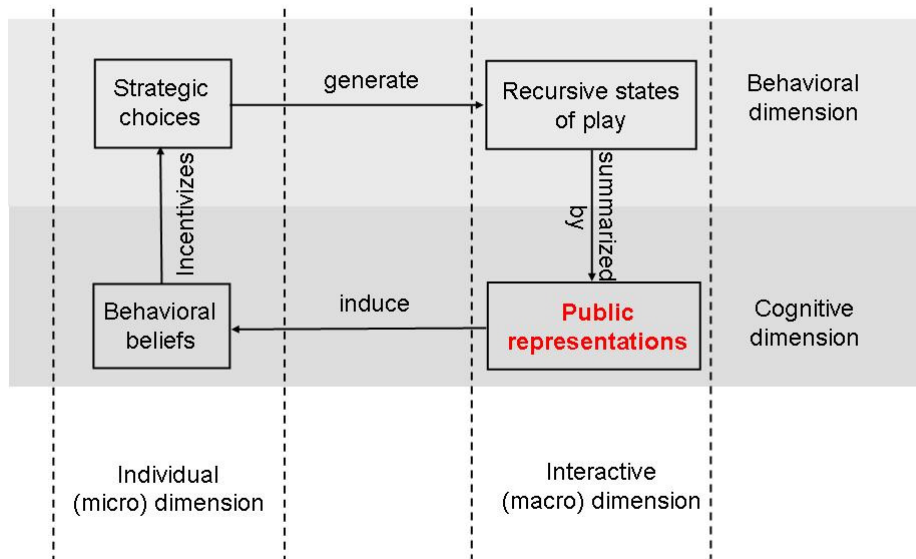 Strategic
choices
generate
Recursive states
of play
Behavioral
dimension
Incentivizes
summarized
by
Behavioral
beliefs
induce
Public
representations
Cognitive
dimension
Individual
(micro) dimension
Interactive
(macro) dimension